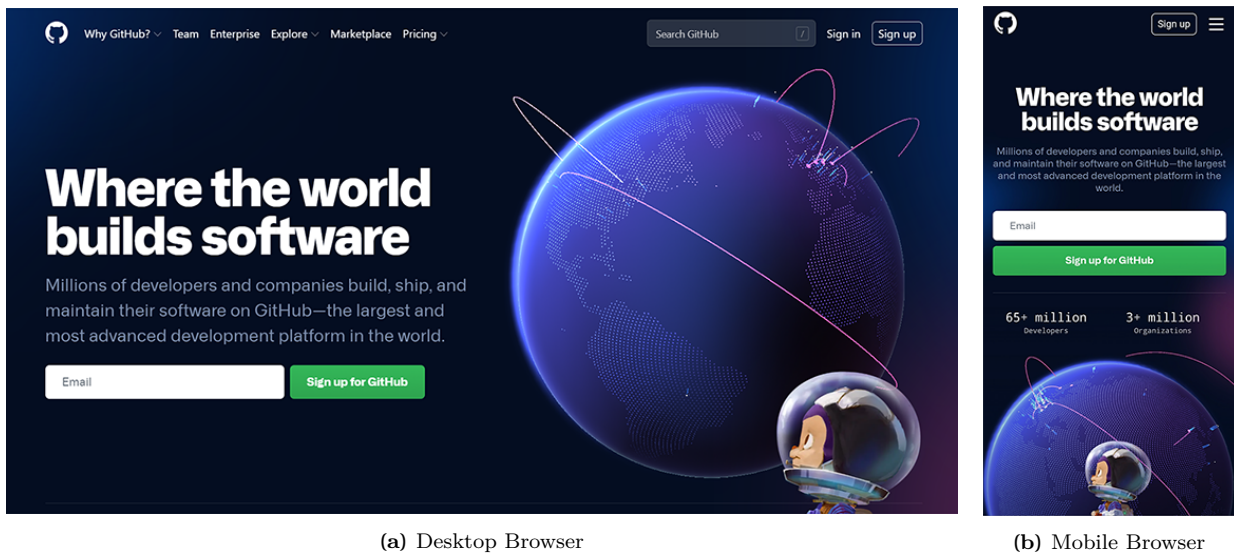 Why GitHub? Team Enterprise Explore Marketplace Pricing Search GitHub / Sign in Sign up
Where the world
builds software
Millions of developers and companies build, ship, and
maintain their software on GitHub—the largest and
most advanced development platform in the world.
Email Sign up for GitHub
(a) Desktop Browser
Sign up
Where the world
builds software
Millions of developers and companies build, ship,
and maintain their software on GitHub—the largest
and most advanced development platform in the
world.
Email
Sign up for GitHub
65+ million 3+ million
Developers Organizations
(b) Mobile Browser